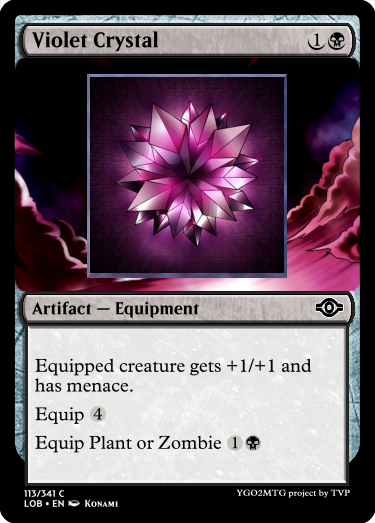 Violet Crystal 1
Artifact — Equipment
Equipped creature gets +1/+1 and
has menace.
Equip 4
Equip Plant or Zombie 1
113/341 C
LOB • EN Konami
YGO2MTG project by TVP